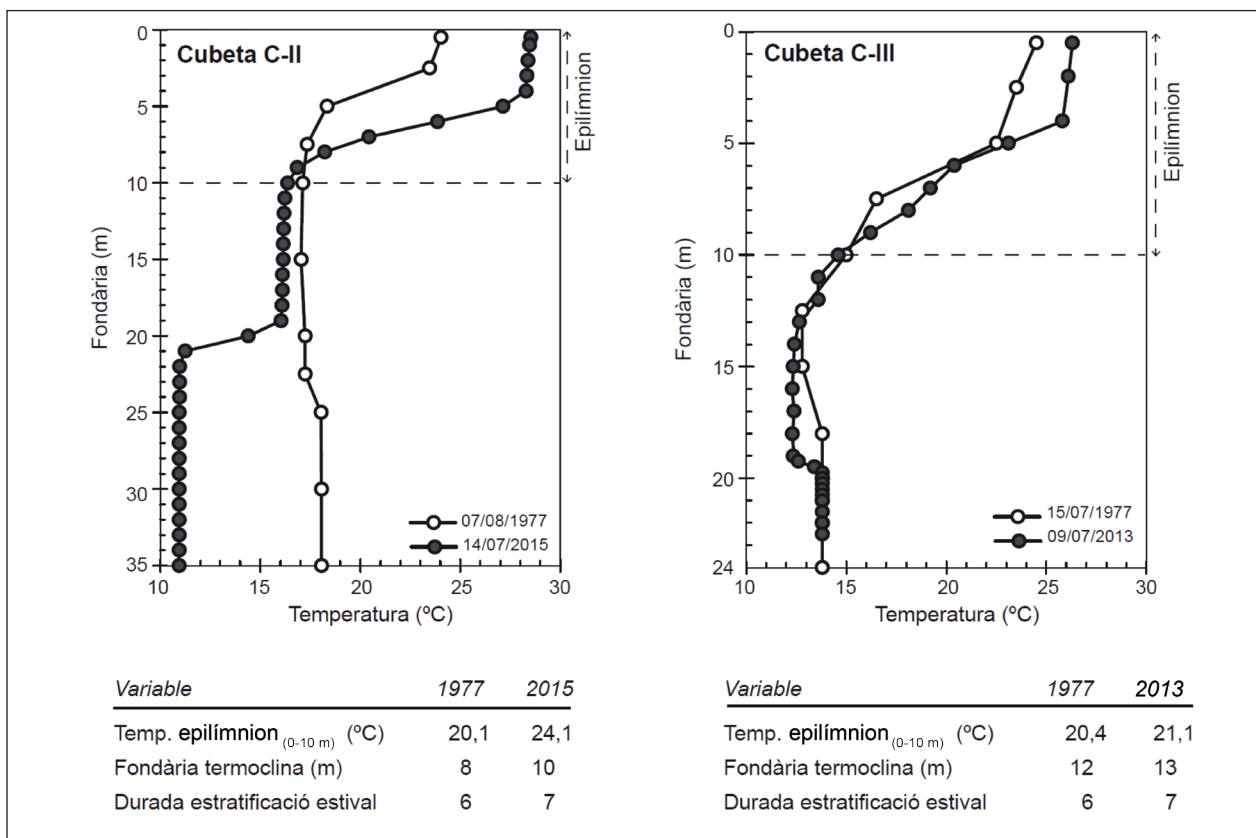 Cubeta C-II
0
5
10
15
20
25
30
35
Fondària (m)
Epilímnion
07/08/1977
14/07/2015
10 15 20 25 30
Temperatura (ºC)
Cubeta C-III
0
5
10
15
20
24
Fondària (m)
Epilímnion
15/07/1977
09/07/2013
10 15 20 25 30
Temperatura (ºC)
Variable 1977 2015
Temp. epilímnion (0-10 m) (ºC) 20,1 24,1
Fondària termoclina (m) 8 10
Durada estratificació estival 6 7
Variable 1977 2013
Temp. epilímnion (0-10 m) (ºC) 20,4 21,1
Fondària termoclina (m) 12 13
Durada estratificació estival 6 7